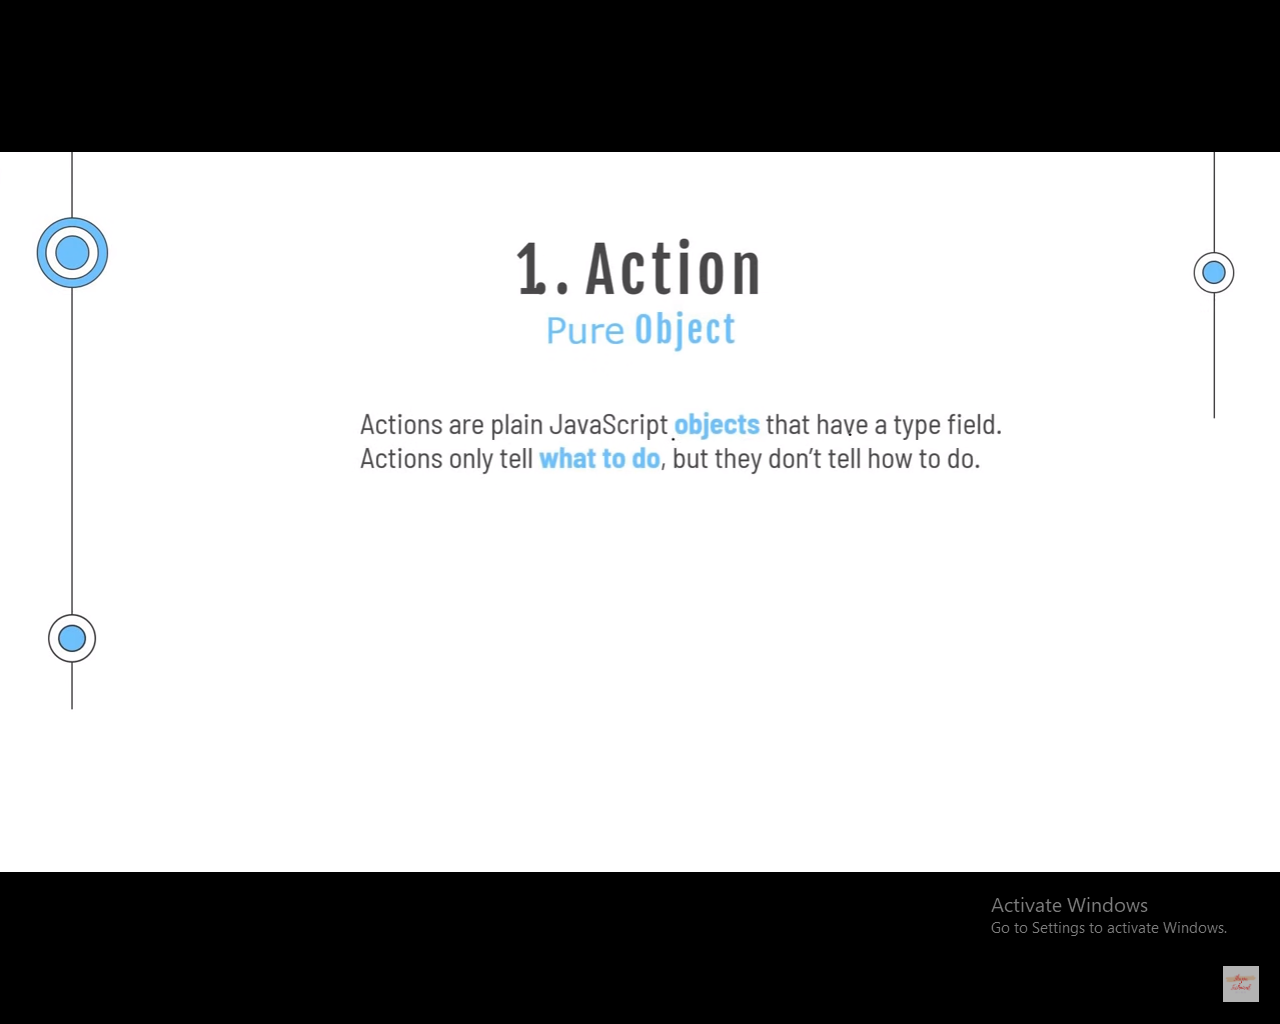 1. Action
Pure Object
Actions are plain JavaScript objects that have a type field.
Actions only tell what to do, but they don’t tell how to do.
Activate Windows
Go to Settings to activate Windows.